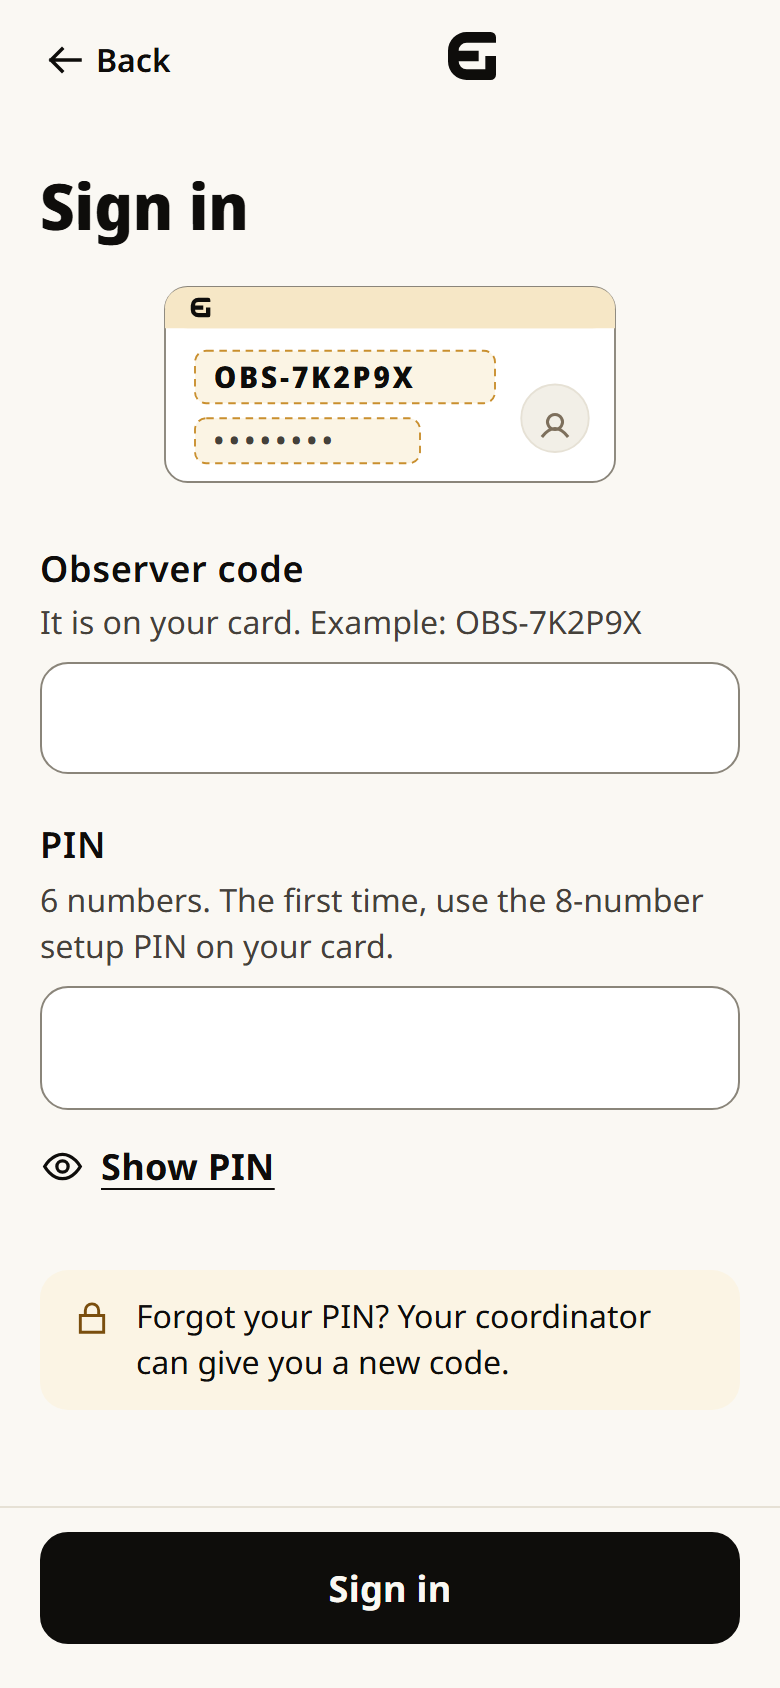 Back
Sign in
OBS-7K2P9X
••••••••
Observer code
It is on your card. Example: OBS-7K2P9X
PIN
6 numbers. The first time, use the 8-number
setup PIN on your card.
Show PIN
Forgot your PIN? Your coordinator
can give you a new code.
Sign in